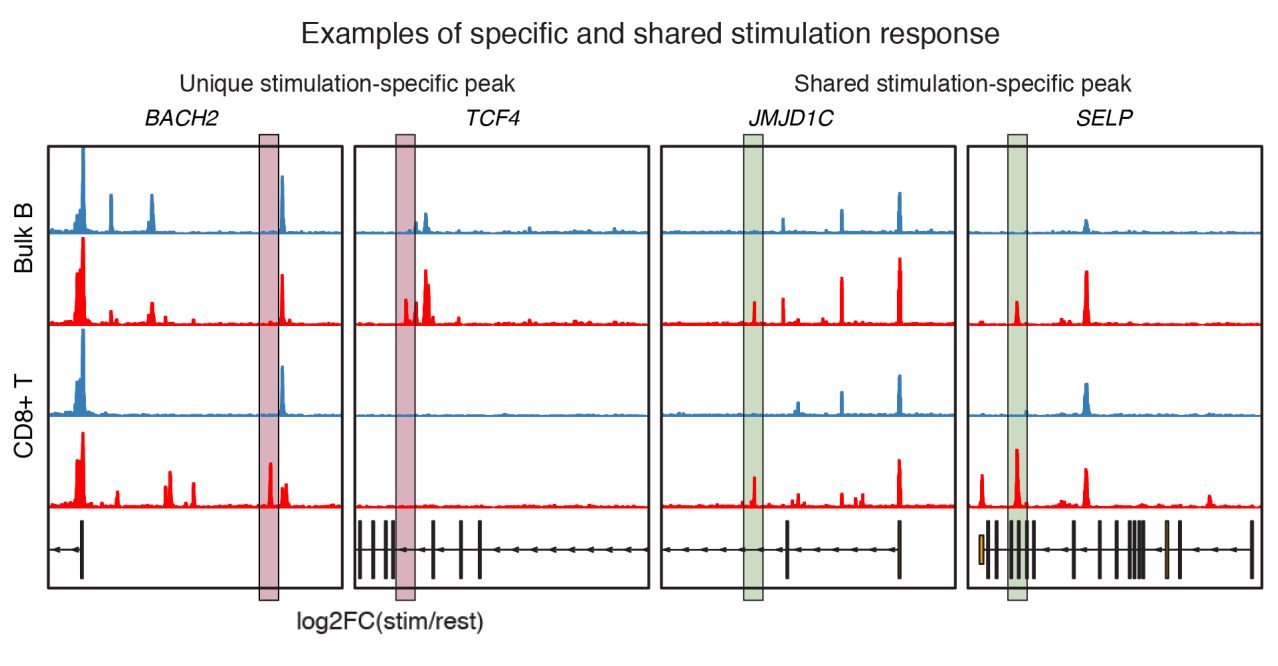 Examples of specific and shared stimulation response
Unique stimulation-specific peak
Shared stimulation-specific peak
BACH2
TCF4
JMJD1C
SELP
Bulk B
CD8+ T
log2FC(stim/rest)